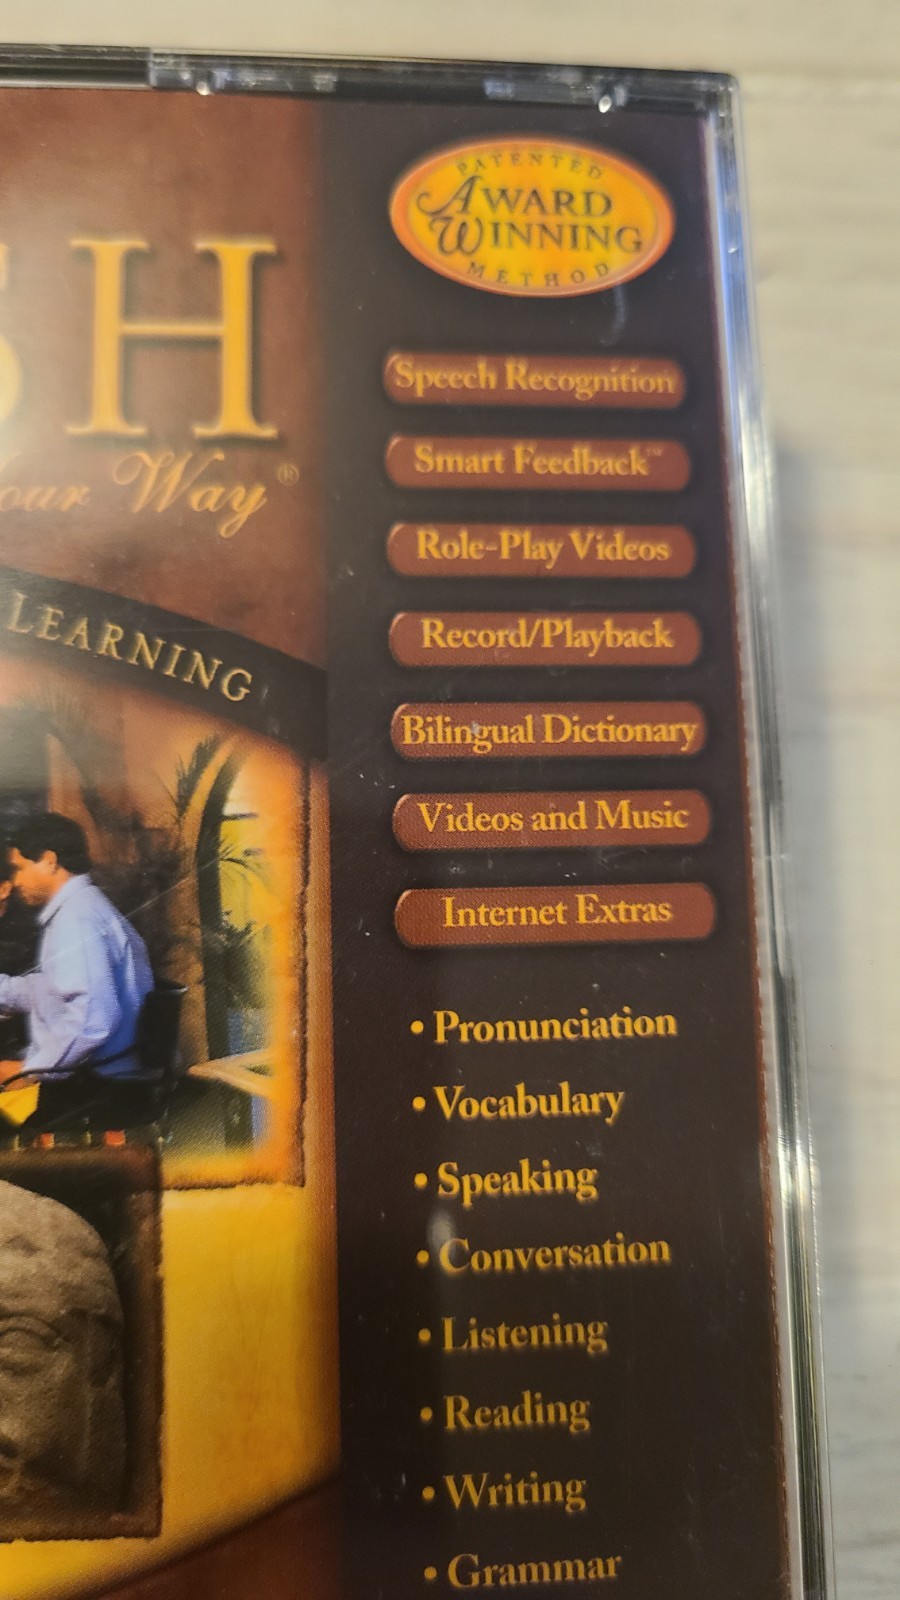 PATENTED
AWARD
WINNING
METHOD
SH
our Way®
LEARNING
Speech Recognition
Smart Feedback™
Role-Play Videos
Record/Playback
Bilingual Dictionary
Videos and Music
Internet Extras
• Pronunciation
• Vocabulary
• Speaking
• Conversation
• Listening
• Reading
• Writing
• Grammar